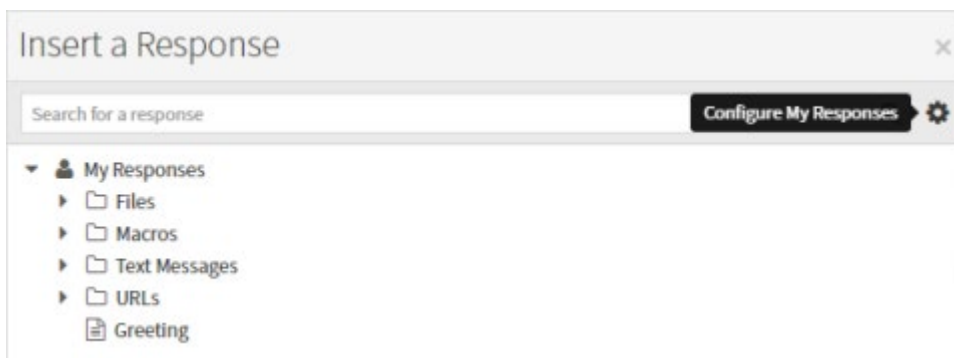 Insert a Response
Search for a response
Configure My Responses
My Responses
Files
Macros
Text Messages
URLs
Greeting